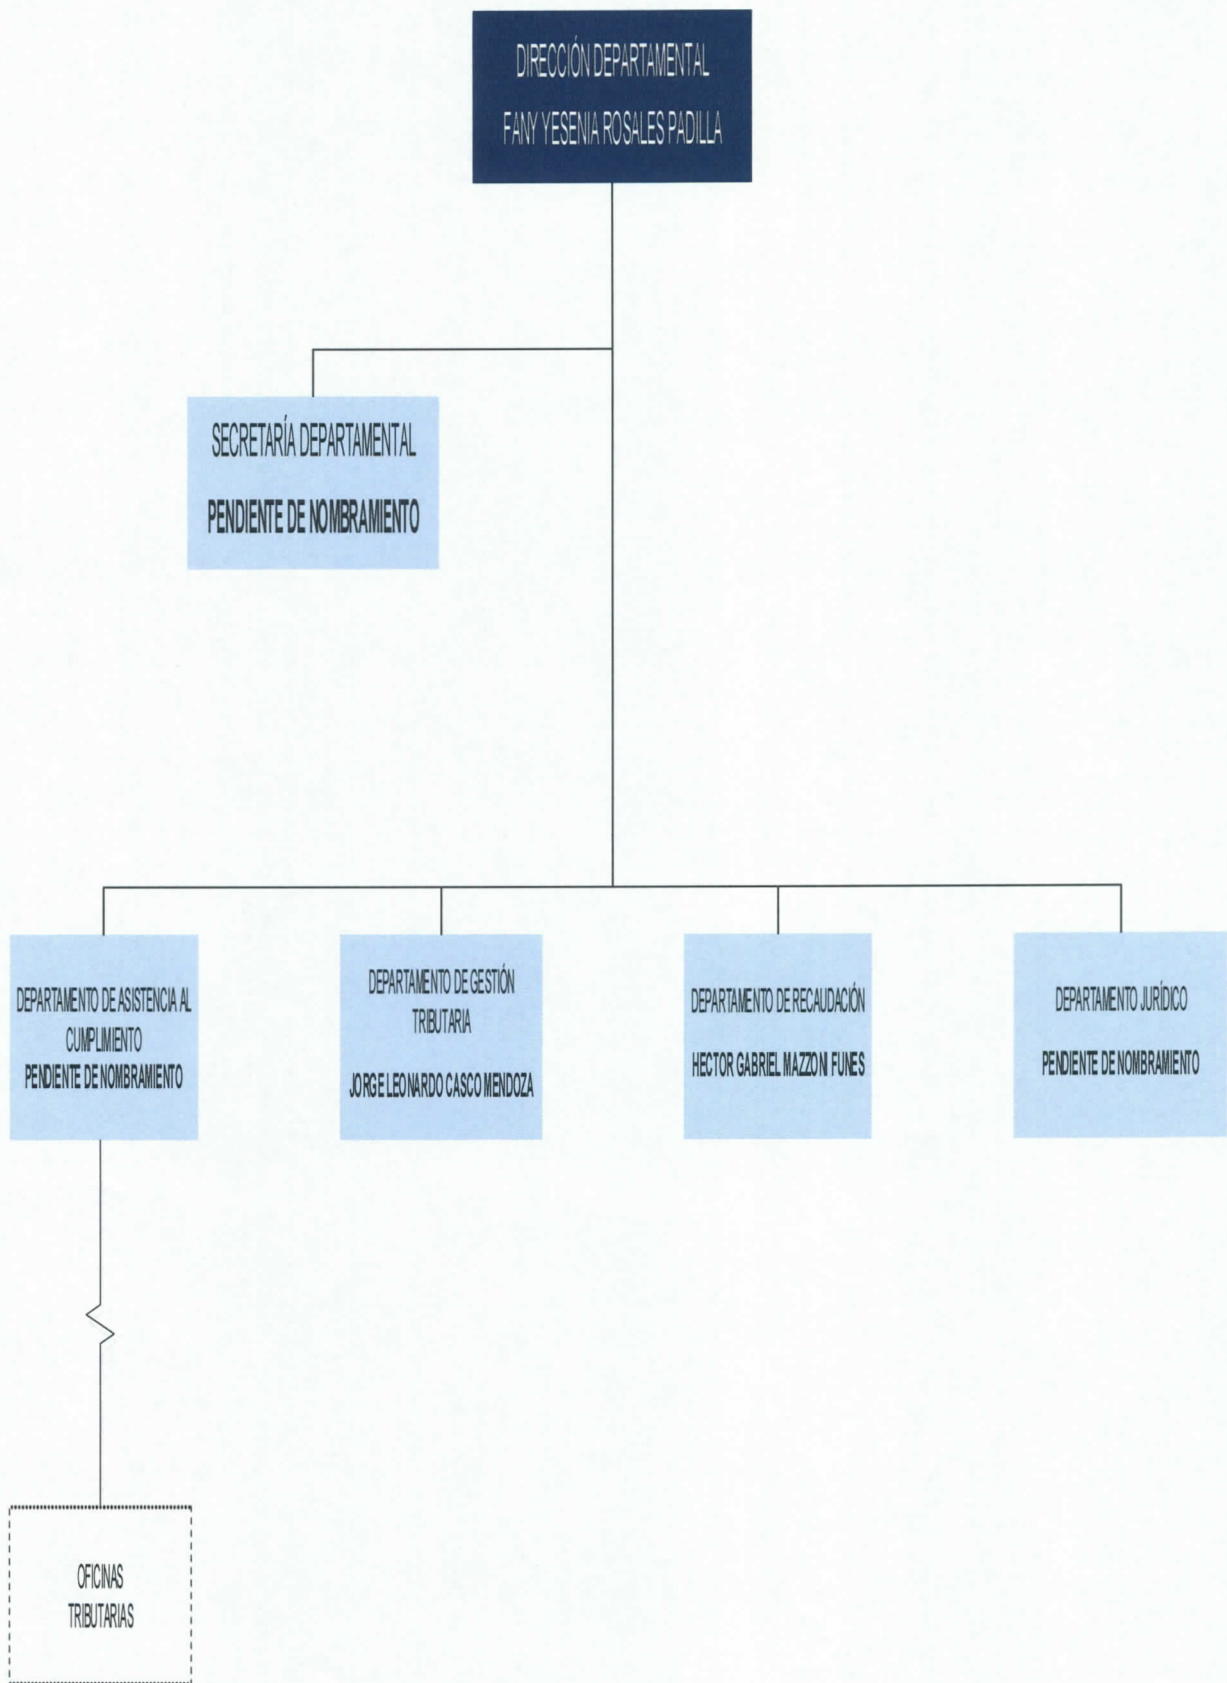 DIRECCIÓN DEPARTAMENTAL
FANY YESENIA ROSALES PADILLA
SECRETARÍA DEPARTAMENTAL
PENDIENTE DE NOMBRAMIENTO
DEPARTAMENTO DE ASISTENCIA AL
CUMPLIMIENTO
PENDIENTE DE NOMBRAMIENTO
DEPARTAMENTO DE GESTIÓN
TRIBUTARIA
JORGE LEONARDO CASCO MENDOZA
DEPARTAMENTO DE RECAUDACIÓN
HECTOR GABRIEL MAZZONI FUNES
DEPARTAMENTO JURÍDICO
PENDIENTE DE NOMBRAMIENTO
OFICINAS
TRIBUTARIAS